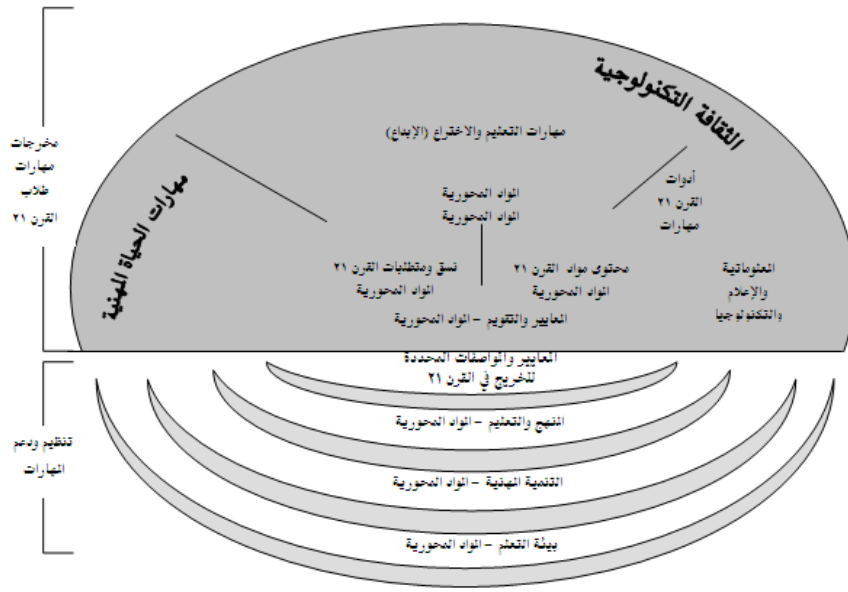 الثقافة التكنولوجية
مهارات التعليم والاختراع (الإبداع)
مخرجات
مهارات
طلاب
القرن ٢١
أدوات
القرن ٢١
مهارات
مهارات الحياة المهنية
المواد المحورية
المواد المحورية
محتوى مواد القرن ٢١
المواد المحورية
نسق ومتطلبات القرن ٢١
المواد المحورية
المعلوماتية
والإعلام
والتكنولوجيا
المعايير والتقويم – المواد المحورية
المعايير والمواصفات المحددة
للخريج في القرن ٢١
المنهج والتعليم – المواد المحورية
تنظيم ودعم
المهارات
التنمية المهنية – المواد المحورية
بيئة التعلم – المواد المحورية